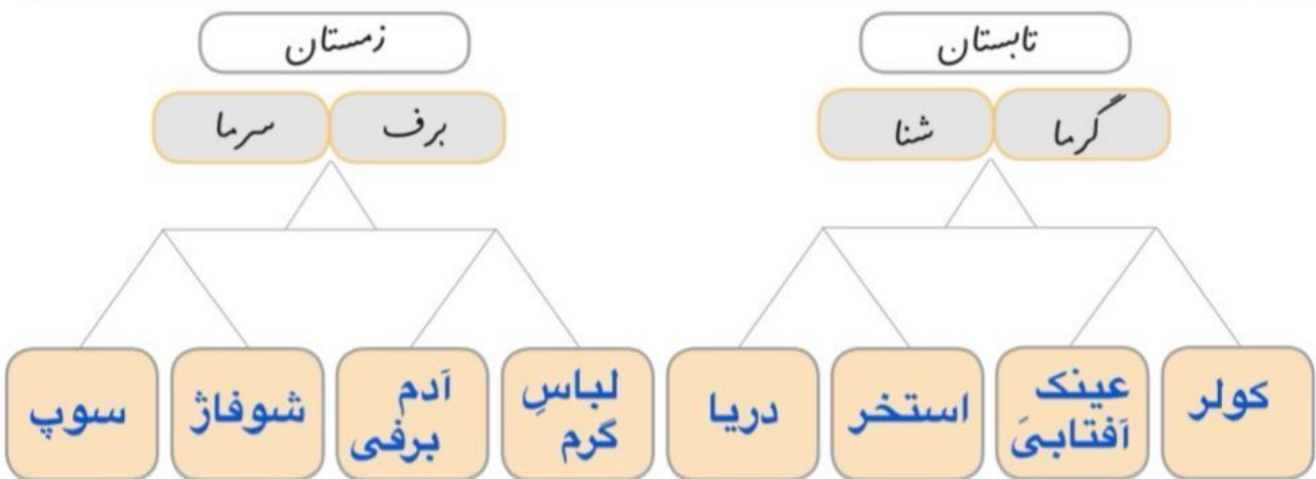 تابستان
زمستان
گرما
شنا
برف
سرما
کولر
عینک
آفتابیَ
استخر
دریا
لباسِ
گرم
آدم
برفی
شوفاژ
سوپ